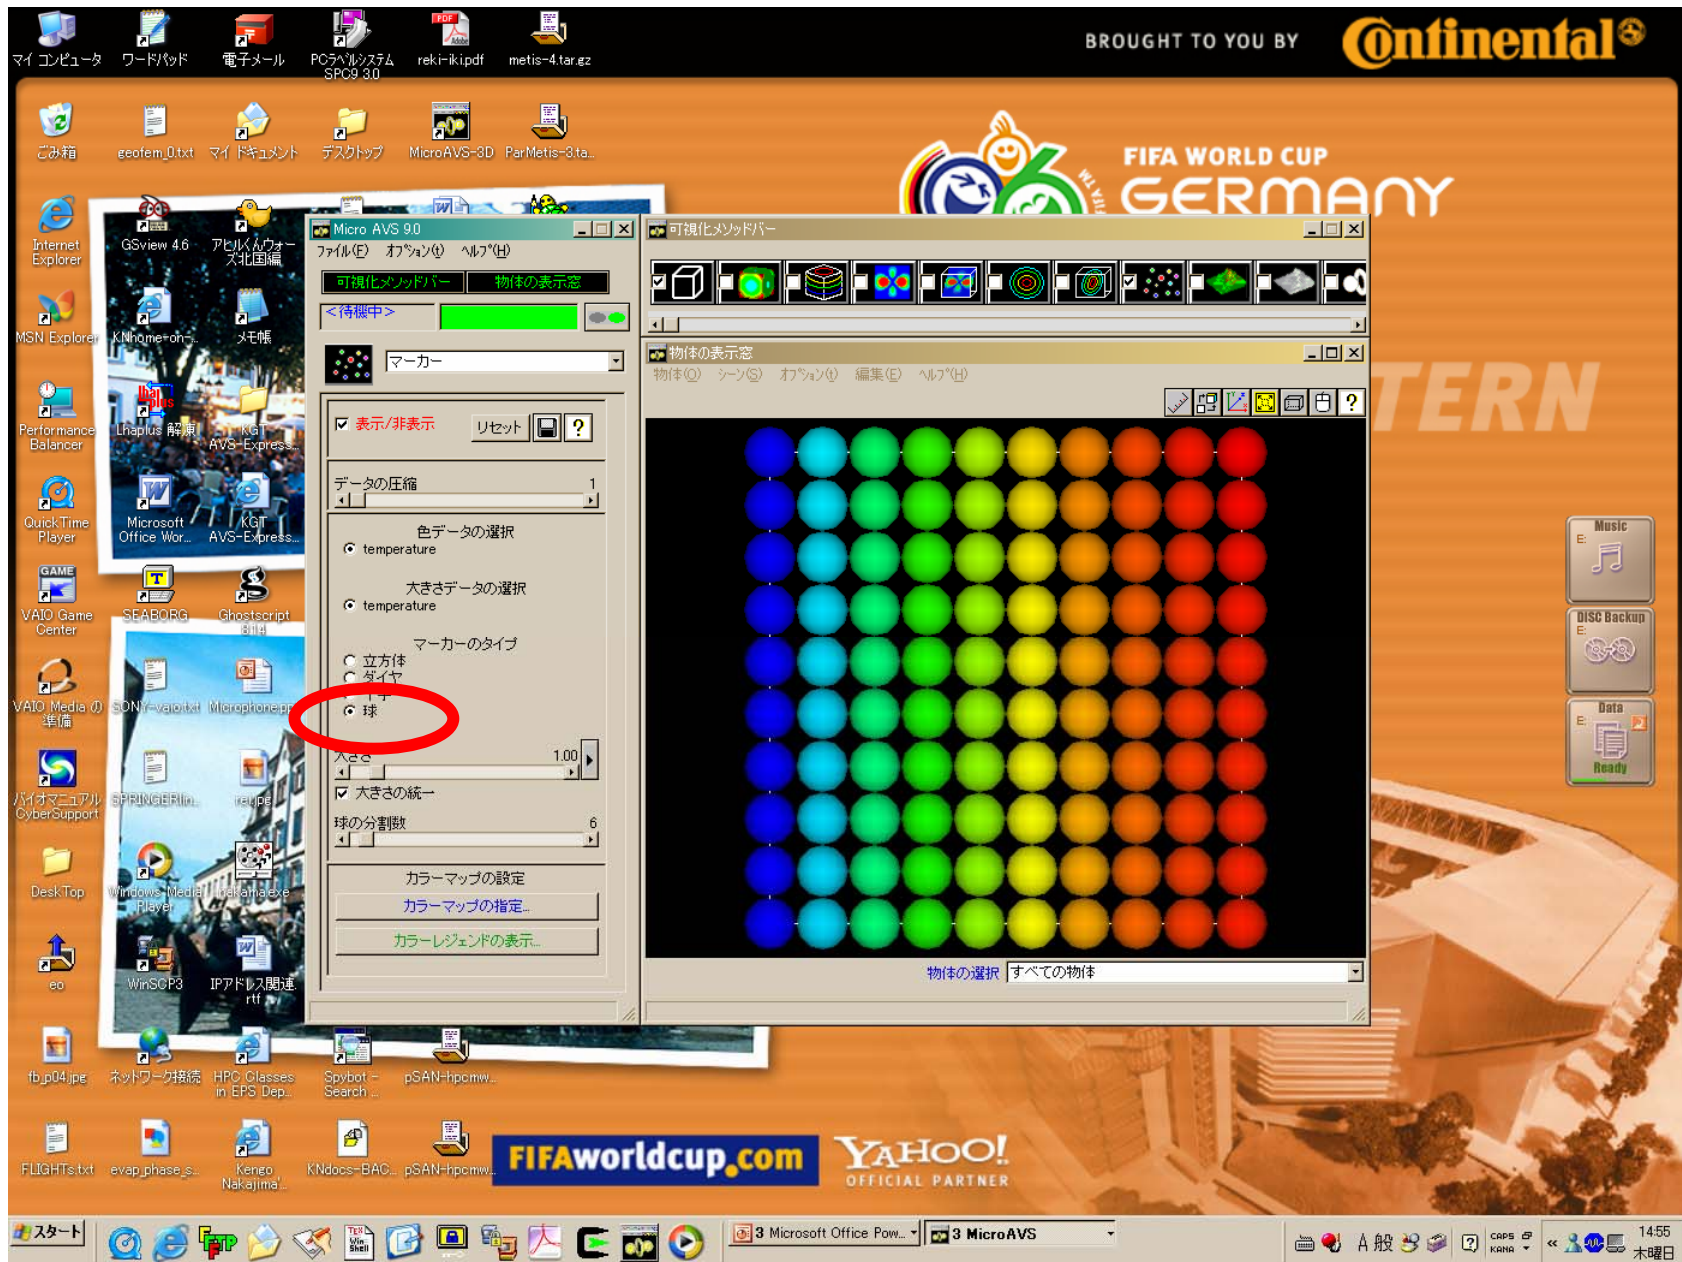 マイ コンピュータ
ワードパッド
電子メール
PCラベルシステム
SPC9 3.0
reki-iki.pdf
metis-4.tar.gz
BROUGHT TO YOU BY
Continental®
ごみ箱
geofem_0.txt
マイ ドキュメント
デスクトップ
MicroAVS-3D
ParMetis-3.ta...
FIFA WORLD CUP
GERMANY
Internet
Explorer
GSview 4.6
アヒルくんウォー
ズ北国編
Micro AVS 9.0
ファイル(F) オプション(t) ヘルプ(H)
可視化メソッドバー
物体の表示窓
<待機中>
マーカー
表示/非表示
リセット
?
データの圧縮
1
色データの選択
temperature
大きさデータの選択
temperature
マーカーのタイプ
立方体
ダイヤ
球
大きさ
1.00
大きさの統一
球の分割数
6
カラーマップの設定
カラーマップの指定...
カラーレジェンドの表示...
可視化メソッドバー
物体の表示窓
物体(O) シーン(S) オプション(t) 編集(E) ヘルプ(H)
?
物体の選択 すべての物体
TERN
MSN Explorer
KNhome-on-...
メモ帳
Performance
Balancer
Lhaplus 解凍
KGT
AVS-Express...
QuickTime
Player
Microsoft
Office Wor...
KGT
AVS-Express...
GAME
VAIO Game
Center
SEABORG
Ghostscript
VAIO Media の
準備
SONY-vaio.txt
Microphone.pp
バイオマニュアル
CyberSupport
SPRINGERlin...
DeskTop
Windows Media
Player
nakama.exe
eo
WinSCP3
IPアドレス関連.
rtf
fb_p04.jpg
ネットワーク接続
HPC Classes
in EPS Dep...
Spybot -
Search ...
pSAN-hpcmw...
FLIGHTs.txt
evap_phase_s...
Kengo
Nakajima'...
KNdocs-BAC...
pSAN-hpcmw...
FIFAworldcup.com
YAHOO!
OFFICIAL PARTNER
Music
E:
DISC Backup
E:
Data
E:
Ready
スタート
3 Microsoft Office Pow...
3 MicroAVS
A 般
CAPS
KANA
14:55
木曜日